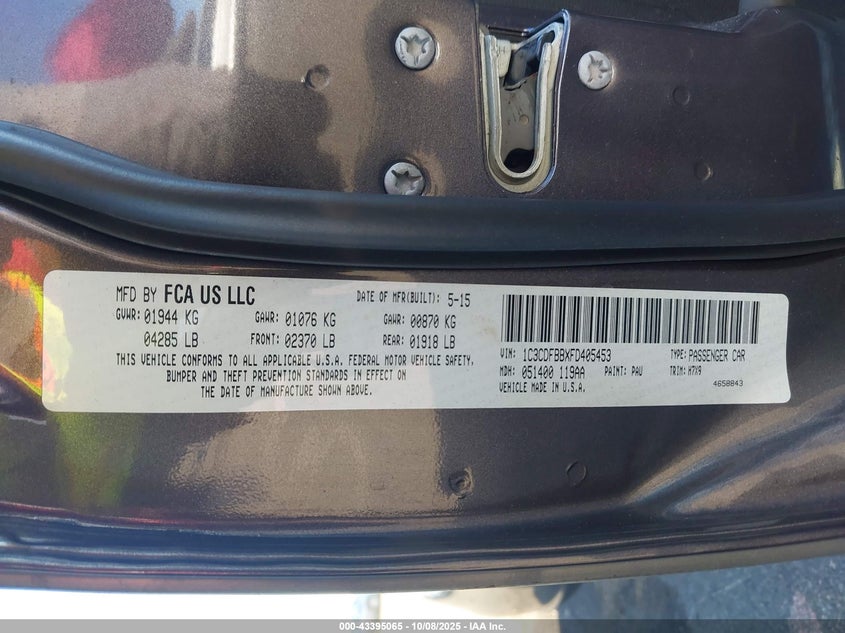 MFD BY FCA US LLC DATE OF MFR(BUILT): 5-15
GVWR: 01944 KG GAWR: 01076 KG GAWR: 00870 KG
04285 LB FRONT: 02370 LB REAR: 01918 LB
THIS VEHICLE CONFORMS TO ALL APPLICABLE U.S.A. FEDERAL MOTOR VEHICLE SAFETY,
BUMPER AND THEFT PREVENTION STANDARDS IN EFFECT ON
THE DATE OF MANUFACTURE SHOWN ABOVE.
VIN: 1C3CDFBBXFD405453 TYPE: PASSENGER CAR
MDH: 051400 119AA PAINT: PAU TRIM: H7X9
VEHICLE MADE IN U.S.A. 4658843
000-43395065 - 10/08/2025 - IAA Inc.